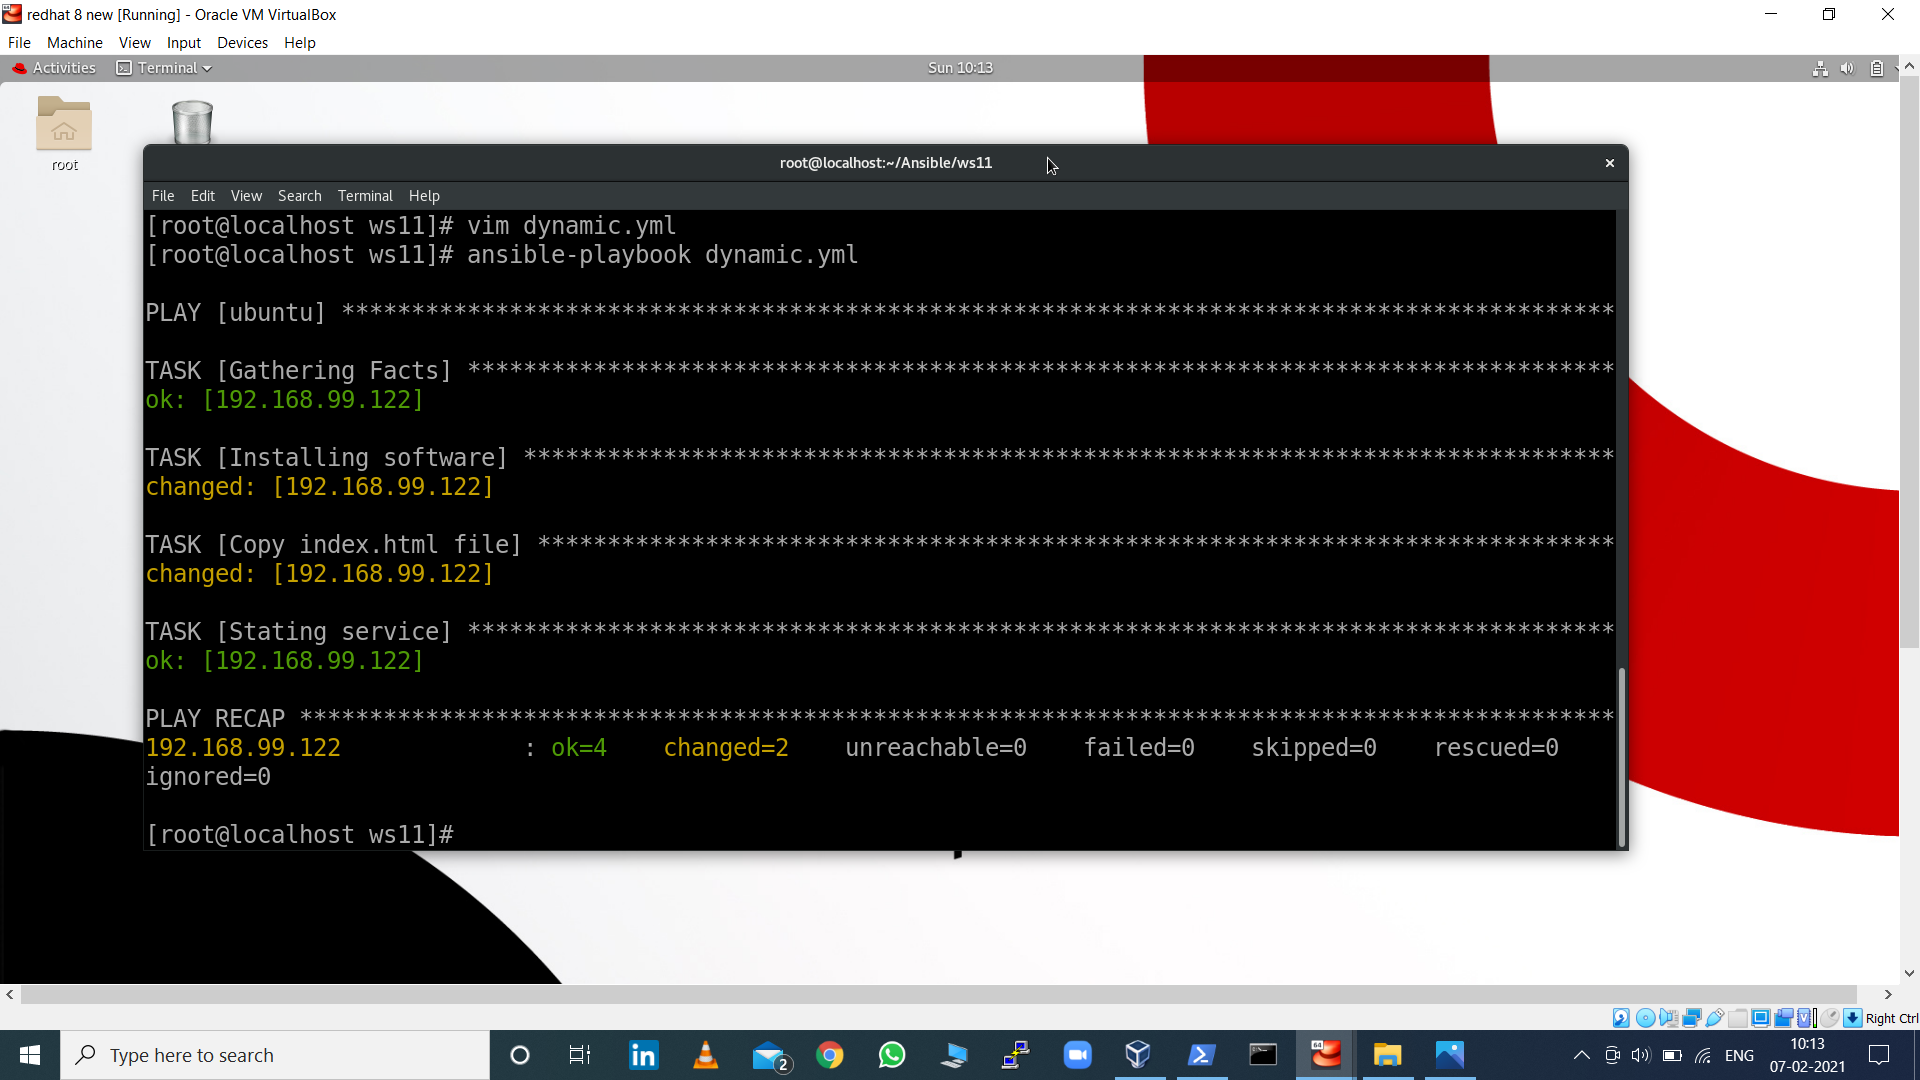 redhat 8 new [Running] - Oracle VM VirtualBox
File Machine View Input Devices Help
Activities Terminal Sun 10:13
root
root@localhost:~/Ansible/ws11
File Edit View Search Terminal Help
[root@localhost ws11]# vim dynamic.yml
[root@localhost ws11]# ansible-playbook dynamic.yml
PLAY [ubuntu] *******************************************************************************************
TASK [Gathering Facts] **********************************************************************************
ok: [192.168.99.122]
TASK [Installing software] ******************************************************************************
changed: [192.168.99.122]
TASK [Copy index.html file] *****************************************************************************
changed: [192.168.99.122]
TASK [Stating service] **********************************************************************************
ok: [192.168.99.122]
PLAY RECAP **********************************************************************************************
192.168.99.122 : ok=4 changed=2 unreachable=0 failed=0 skipped=0 rescued=0
ignored=0
[root@localhost ws11]#
Right Ctrl
Type here to search
2
ENG
10:13
07-02-2021